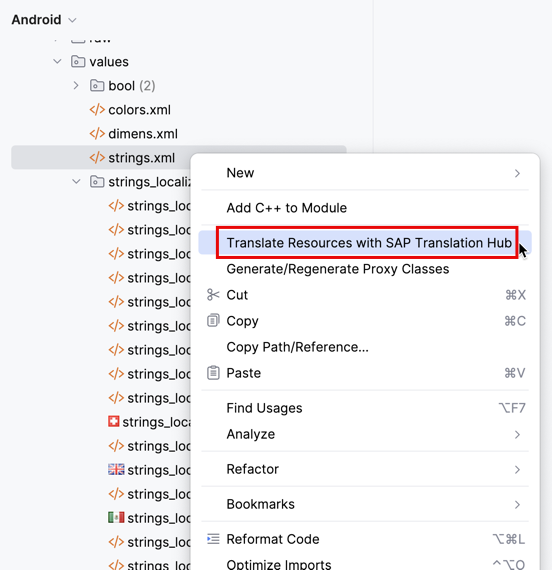 Android
values
bool (2)
colors.xml
dimens.xml
strings.xml
strings_localiz
strings_loc
strings_loc
strings_loc
strings_loc
strings_loc
strings_loc
strings_loc
strings_loc
strings_loc
strings_loca
strings_loc
strings_loc
strings_loc
strings_loc
strings_loc
strings_loc
New
Add C++ to Module
Translate Resources with SAP Translation Hub
Generate/Regenerate Proxy Classes
Cut ⌘X
Copy ⌘C
Copy Path/Reference...
Paste ⌘V
Find Usages ⌥F7
Analyze
Refactor
Bookmarks
Reformat Code ⌥⌘L
Optimize Imports ^⌥O